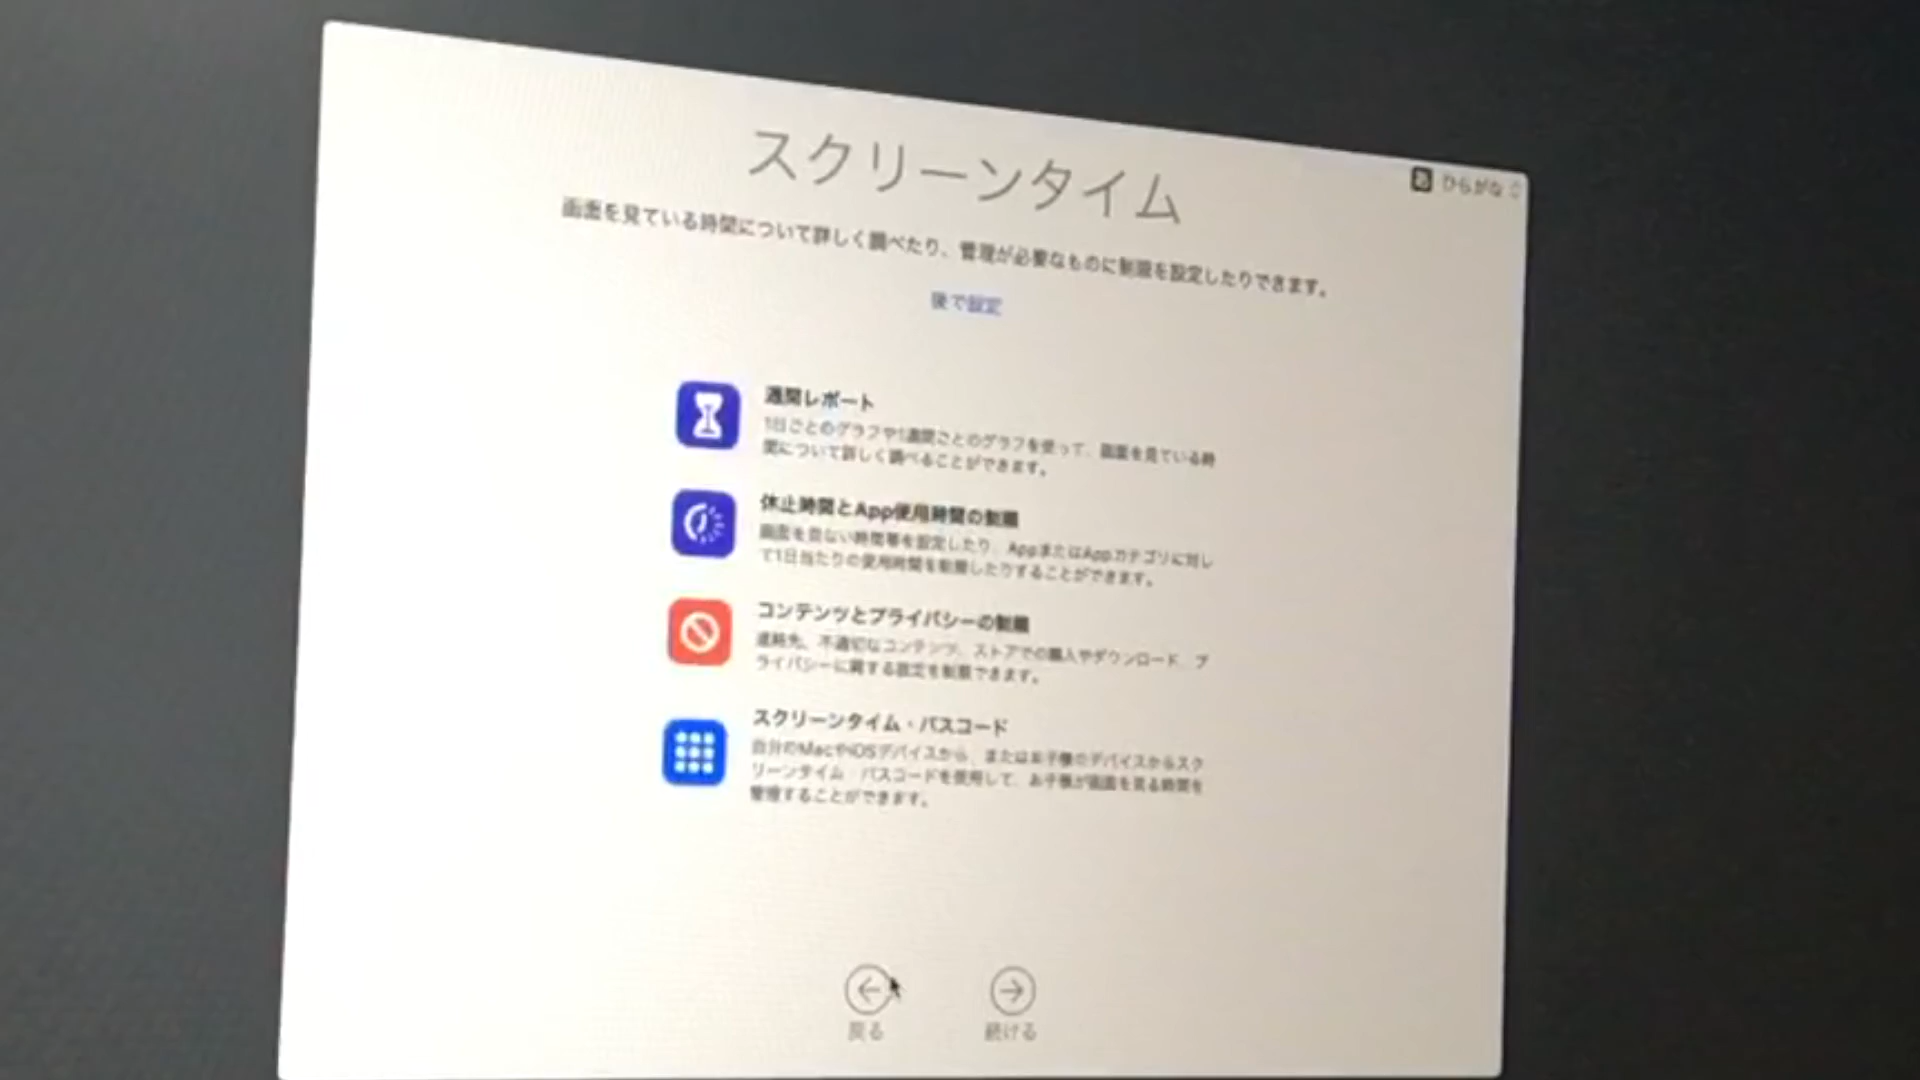 スクリーンタイム
ひらがな
画面を見ている時間について詳しく調べたり、管理が必要なものに制限を設定したりできます。
後で設定
週間レポート
1日ごとのグラフや1週間ごとのグラフを使って、画面を見ている時
間について詳しく調べることができます。
休止時間とApp使用時間の制限
画面を見ない時間帯を設定したり、AppまたはAppカテゴリに対し
て1日当たりの使用時間を制限したりすることができます。
コンテンツとプライバシーの制限
連絡先、不適切なコンテンツ、ストアでの購入やダウンロード、プ
ライバシーに関する設定を制限できます。
スクリーンタイム・パスコード
自分のMacやiOSデバイスから、またはお子様のデバイスからスク
リーンタイム・パスコードを使用して、お子様が画面を見る時間を
管理することができます。
戻る
続ける